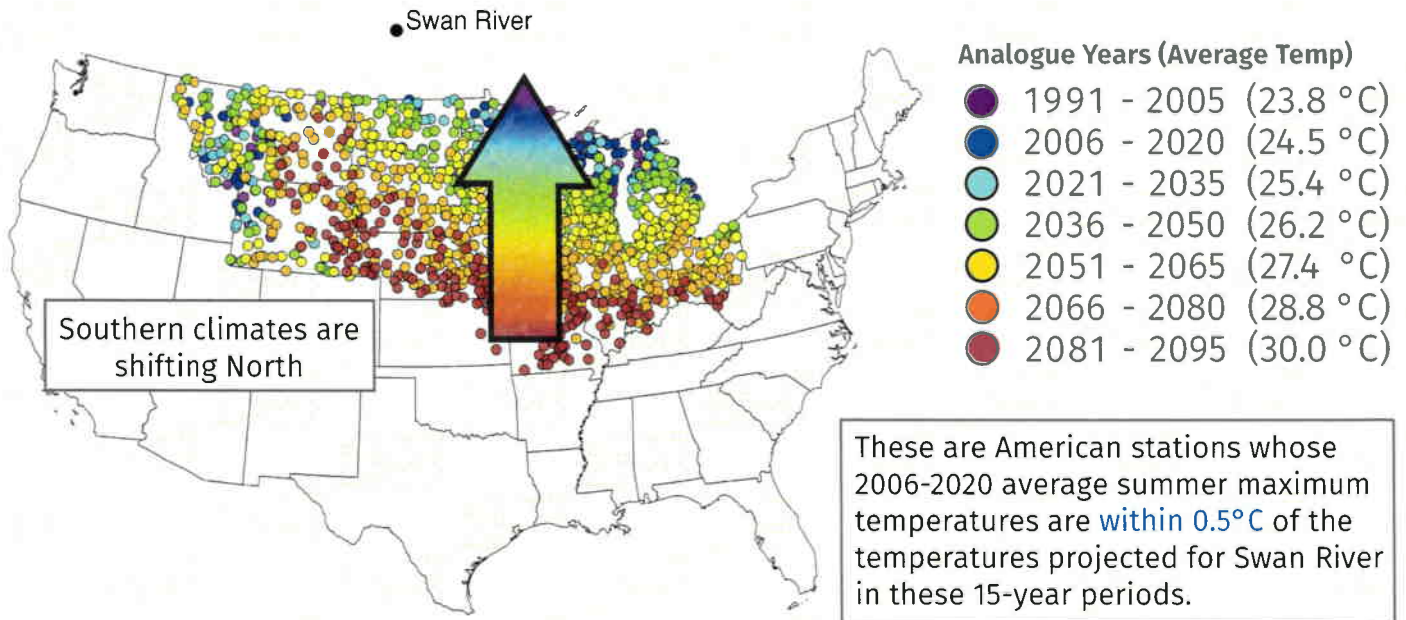 Swan River
Analogue Years (Average Temp)
1991 - 2005 (23.8 °C)
2006 - 2020 (24.5 °C)
2021 - 2035 (25.4 °C)
2036 - 2050 (26.2 °C)
2051 - 2065 (27.4 °C)
2066 - 2080 (28.8 °C)
2081 - 2095 (30.0 °C)
Southern climates are
shifting North
These are American stations whose
2006-2020 average summer maximum
temperatures are within 0.5°C of the
temperatures projected for Swan River
in these 15-year periods.